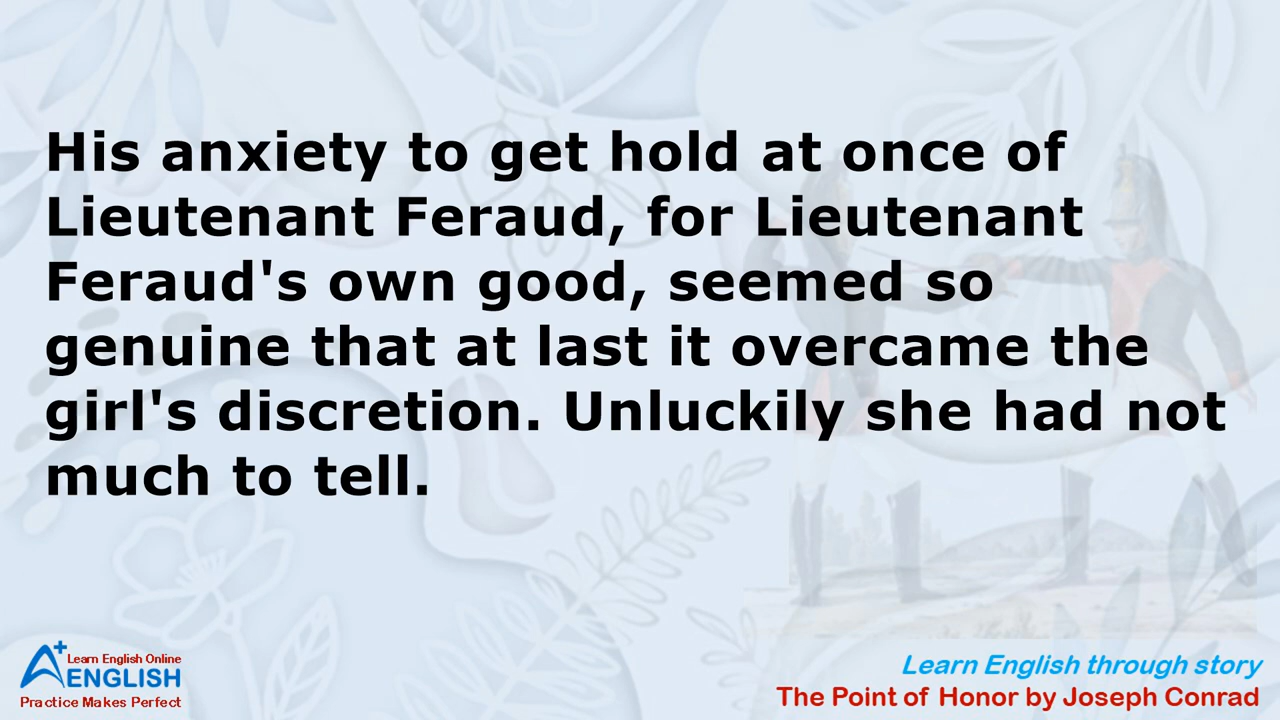 His anxiety to get hold at once of
Lieutenant Feraud, for Lieutenant
Feraud's own good, seemed so
genuine that at last it overcame the
girl's discretion. Unluckily she had not
much to tell.
A+ Learn English Online
ENGLISH
Practice Makes Perfect
Learn English through story
The Point of Honor by Joseph Conrad